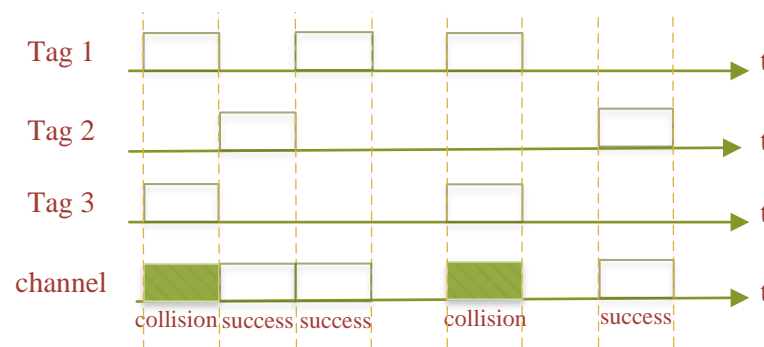 Tag 1 t
Tag 2 t
Tag 3 t
channel t
collision success success collision success